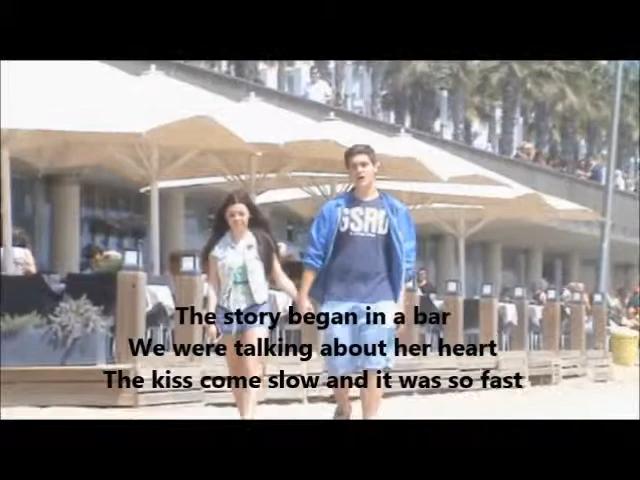 GSRD
The story began in a bar
We were talking about her heart
The kiss come slow and it was so fast